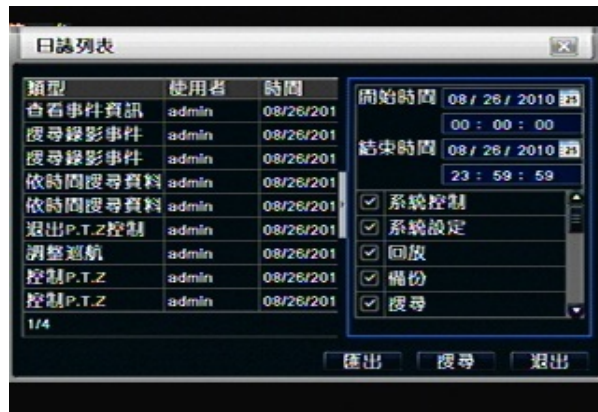 日誌列表
類型 使用者 時間
查看事件資訊 admin 08/26/201
搜尋錄影事件 admin 08/26/201
搜尋錄影事件 admin 08/26/201
依時間搜尋資料 admin 08/26/201
依時間搜尋資料 admin 08/26/201
退出P.T.Z控制 admin 08/26/201
調整巡航 admin 08/26/201
控制P.T.Z admin 08/26/201
控制P.T.Z admin 08/26/201
1/4
開始時間 08 / 26 / 2010 25
00 : 00 : 00
結束時間 08 / 26 / 2010 25
23 : 59 : 59
系統控制
系統設定
回放
備份
搜尋
匯出 搜尋 退出